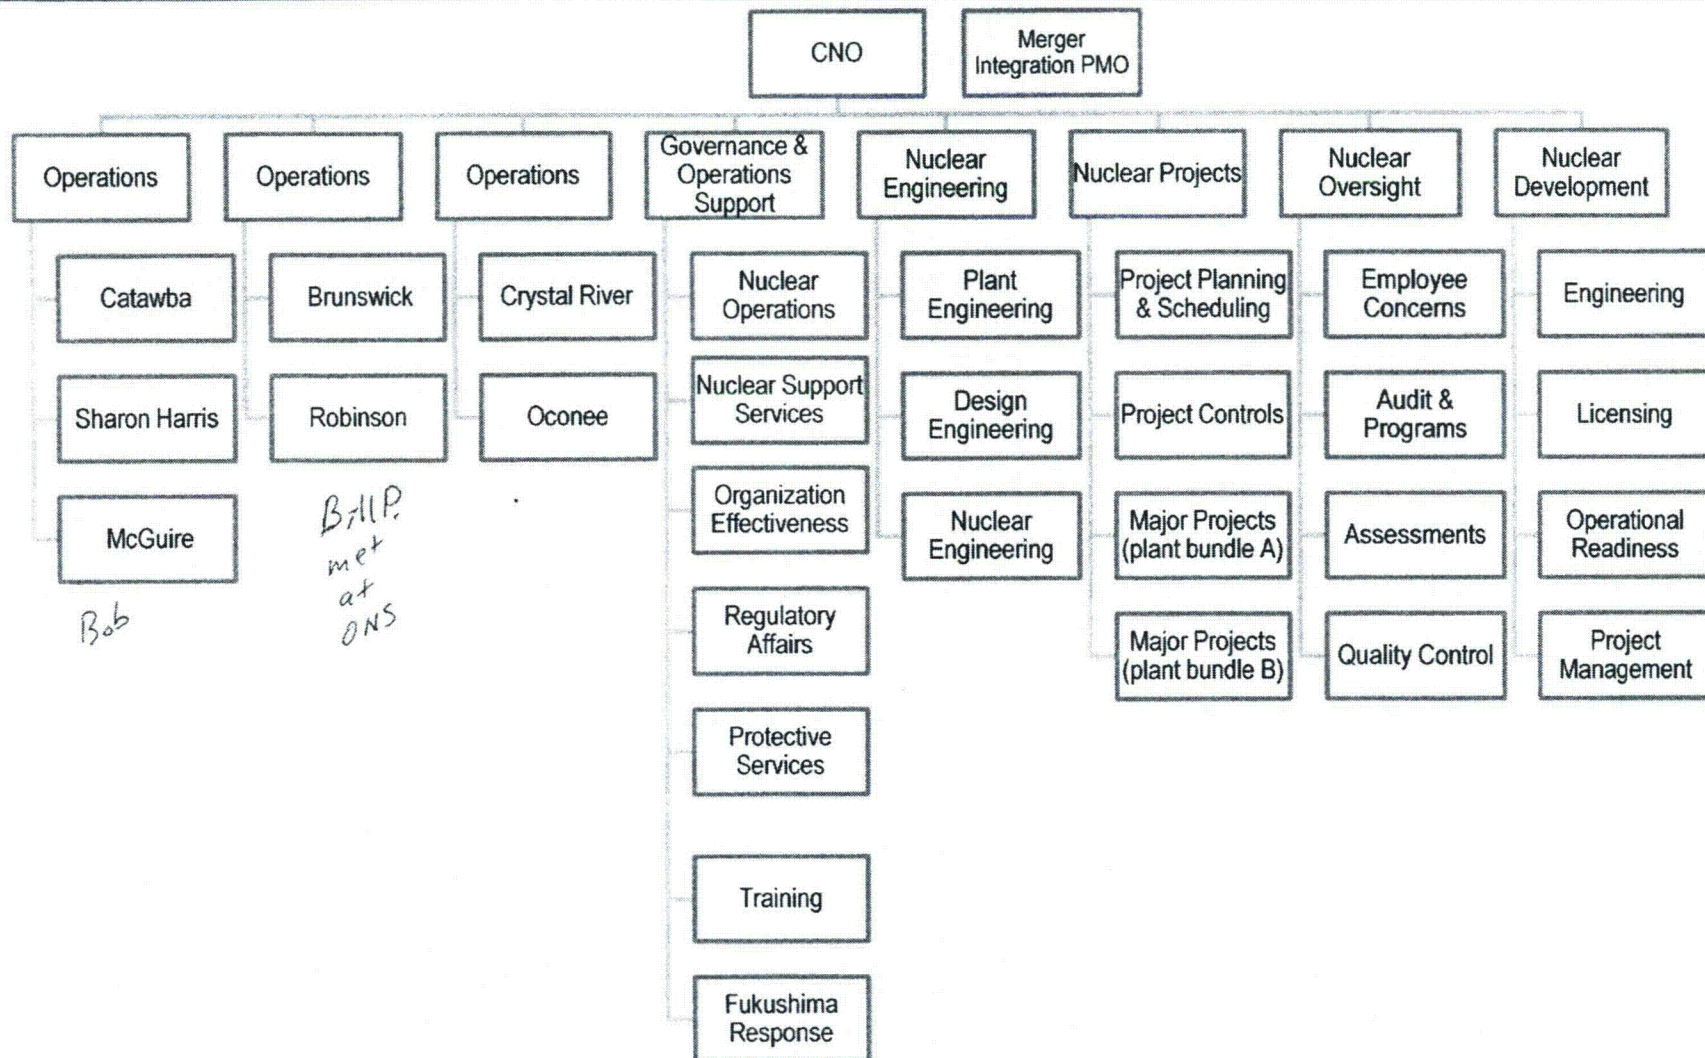 CNO
Merger
Integration PMO
Operations
Operations
Operations
Governance &
Operations
Support
Nuclear
Engineering
Nuclear Projects
Nuclear
Oversight
Nuclear
Development
Catawba
Sharon Harris
McGuire
Bob
Brunswick
Robinson
Bill P.
met
at
ONS
Crystal River
Oconee
Nuclear
Operations
Nuclear Support
Services
Organization
Effectiveness
Regulatory
Affairs
Protective
Services
Training
Fukushima
Response
Plant
Engineering
Design
Engineering
Nuclear
Engineering
Project Planning
& Scheduling
Project Controls
Major Projects
(plant bundle A)
Major Projects
(plant bundle B)
Employee
Concerns
Audit &
Programs
Assessments
Quality Control
Engineering
Licensing
Operational
Readiness
Project
Management